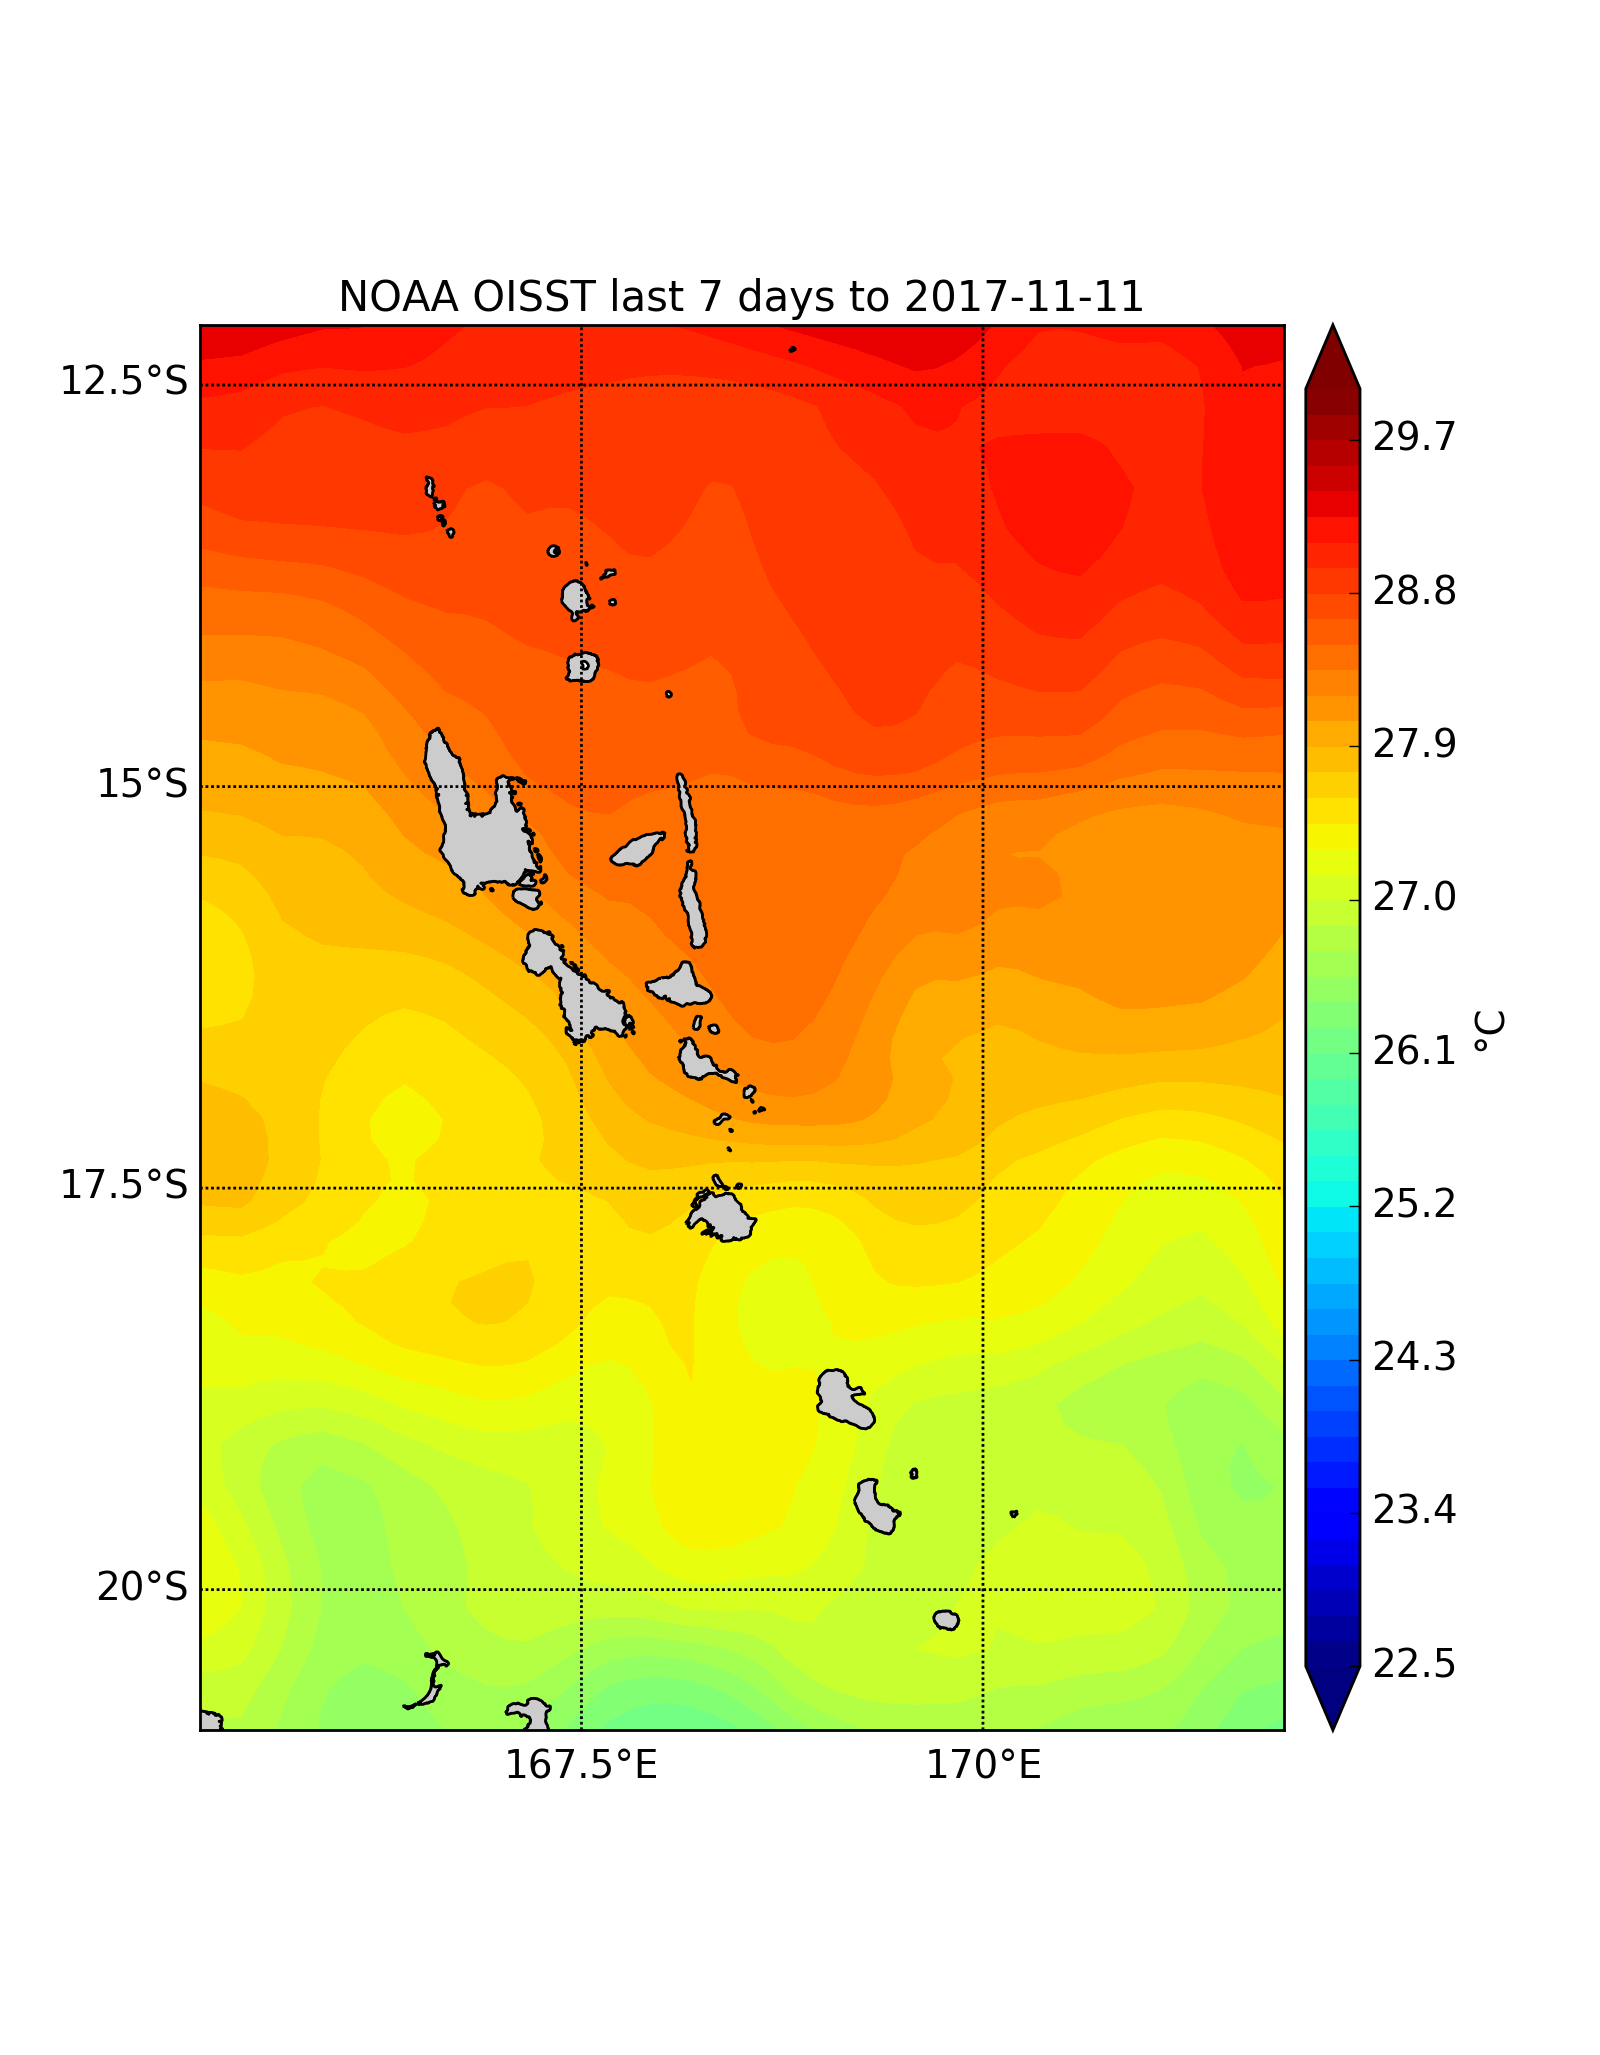 NOAA OISST last 7 days to 2017-11-11
12.5°S
15°S
17.5°S
20°S
167.5°E
170°E
29.7
28.8
27.9
27.0
26.1
25.2
24.3
23.4
22.5
°C